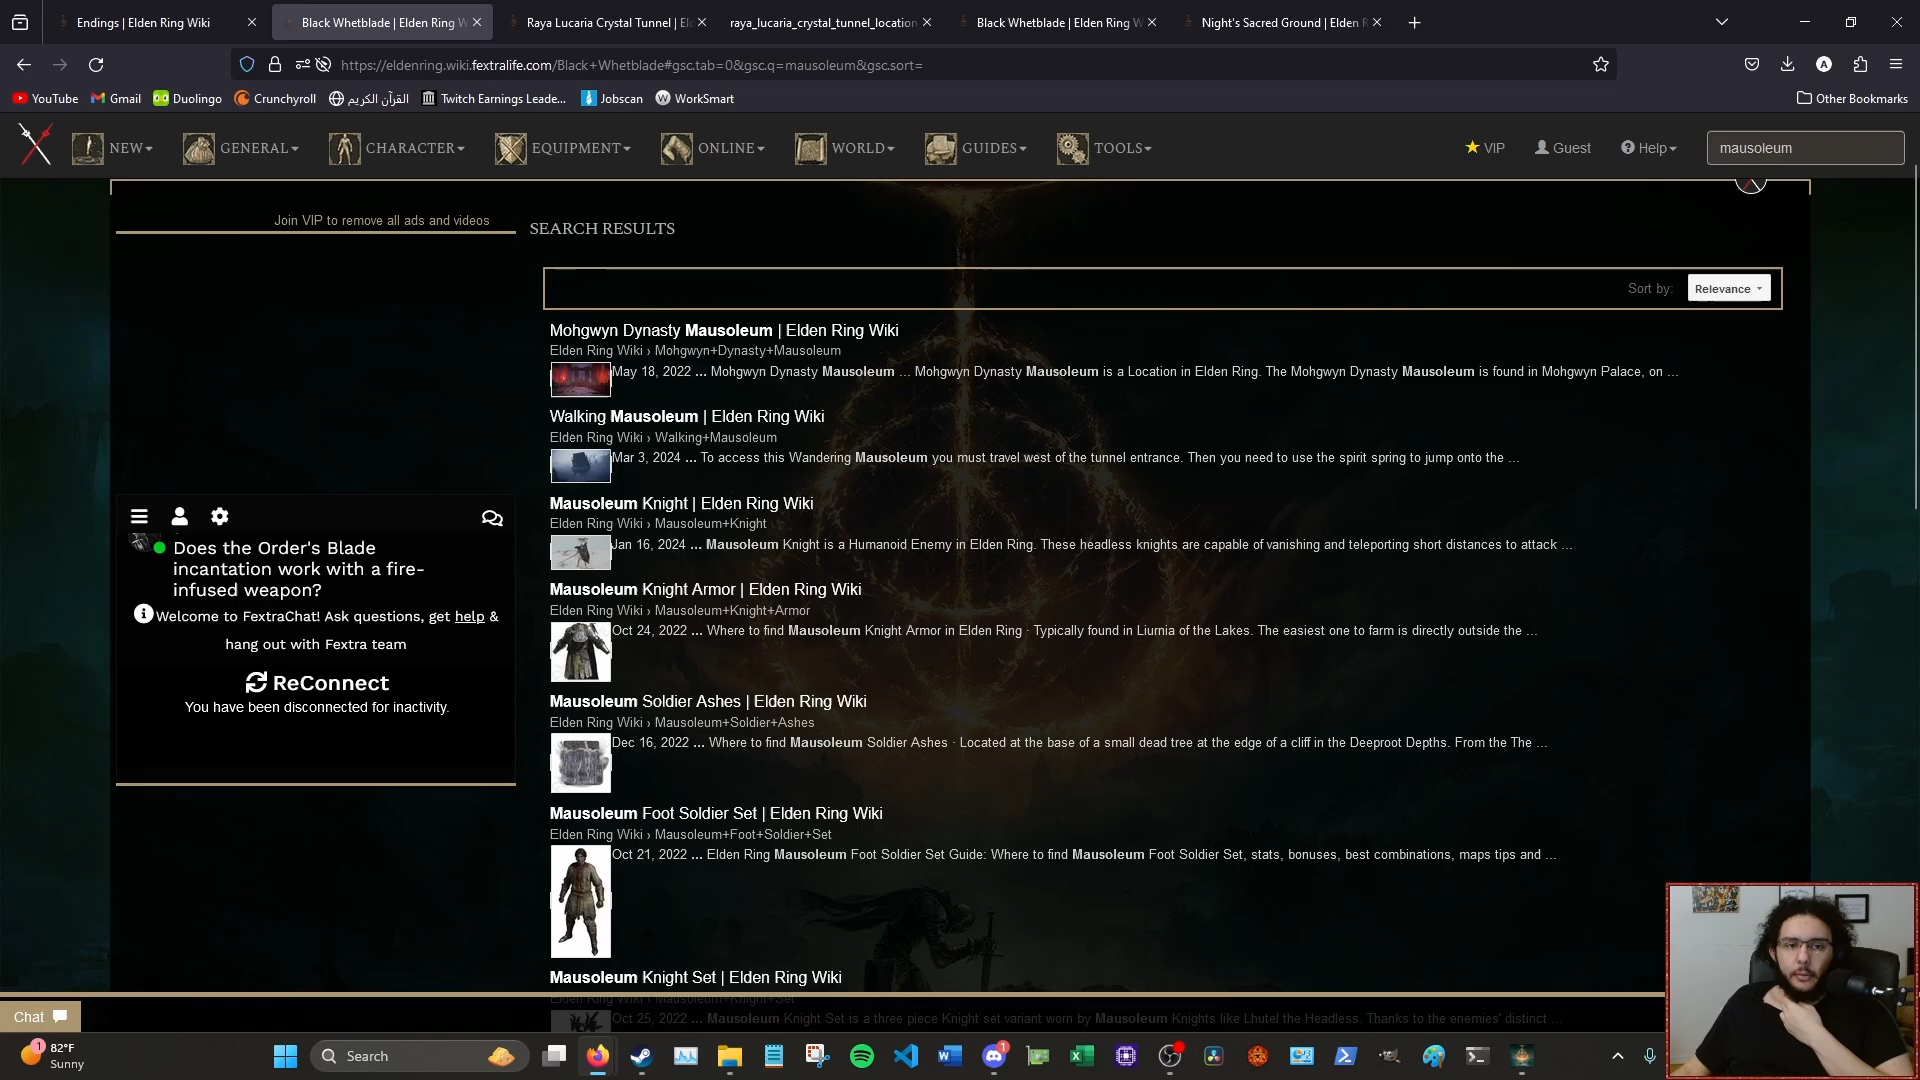 Endings | Elden Ring Wiki
Black Whetblade | Elden Ring W
Raya Lucaria Crystal Tunnel | El
raya_lucaria_crystal_tunnel_location
Black Whetblade | Elden Ring W
Night's Sacred Ground | Elden R
https://eldenring.wiki.fextralife.com/Black+Whetblade#gsc.tab=0&gsc.q=mausoleum&gsc.sort=
YouTube
Gmail
Duolingo
Crunchyroll
القرآن الكريم
Twitch Earnings Leade...
Jobscan
WorkSmart
Other Bookmarks
NEW
GENERAL
CHARACTER
EQUIPMENT
ONLINE
WORLD
GUIDES
TOOLS
VIP
Guest
Help
mausoleum
Join VIP to remove all ads and videos
SEARCH RESULTS
Sort by:
Relevance
Mohgwyn Dynasty Mausoleum | Elden Ring Wiki
Elden Ring Wiki › Mohgwyn+Dynasty+Mausoleum
May 18, 2022 ... Mohgwyn Dynasty Mausoleum ... Mohgwyn Dynasty Mausoleum is a Location in Elden Ring. The Mohgwyn Dynasty Mausoleum is found in Mohgwyn Palace, on ...
Walking Mausoleum | Elden Ring Wiki
Elden Ring Wiki › Walking+Mausoleum
Mar 3, 2024 ... To access this Wandering Mausoleum you must travel west of the tunnel entrance. Then you need to use the spirit spring to jump onto the ...
Mausoleum Knight | Elden Ring Wiki
Elden Ring Wiki › Mausoleum+Knight
Jan 16, 2024 ... Mausoleum Knight is a Humanoid Enemy in Elden Ring. These headless knights are capable of vanishing and teleporting short distances to attack ...
Mausoleum Knight Armor | Elden Ring Wiki
Elden Ring Wiki › Mausoleum+Knight+Armor
Oct 24, 2022 ... Where to find Mausoleum Knight Armor in Elden Ring · Typically found in Liurnia of the Lakes. The easiest one to farm is directly outside the ...
Mausoleum Soldier Ashes | Elden Ring Wiki
Elden Ring Wiki › Mausoleum+Soldier+Ashes
Dec 16, 2022 ... Where to find Mausoleum Soldier Ashes · Located at the base of a small dead tree at the edge of a cliff in the Deeproot Depths. From the The ...
Mausoleum Foot Soldier Set | Elden Ring Wiki
Elden Ring Wiki › Mausoleum+Foot+Soldier+Set
Oct 21, 2022 ... Elden Ring Mausoleum Foot Soldier Set Guide: Where to find Mausoleum Foot Soldier Set, stats, bonuses, best combinations, maps tips and ...
Mausoleum Knight Set | Elden Ring Wiki
Elden Ring Wiki › Mausoleum+Knight+Set
Oct 25, 2022 ... Mausoleum Knight Set is a three piece Knight set variant worn by Mausoleum Knights like Lhutel the Headless. Thanks to the enemies' distinct ...
Does the Order's Blade
incantation work with a fire-
infused weapon?
Welcome to FextraChat! Ask questions, get help &
hang out with Fextra team
ReConnect
You have been disconnected for inactivity.
Chat
1
82°F
Sunny
Search
1